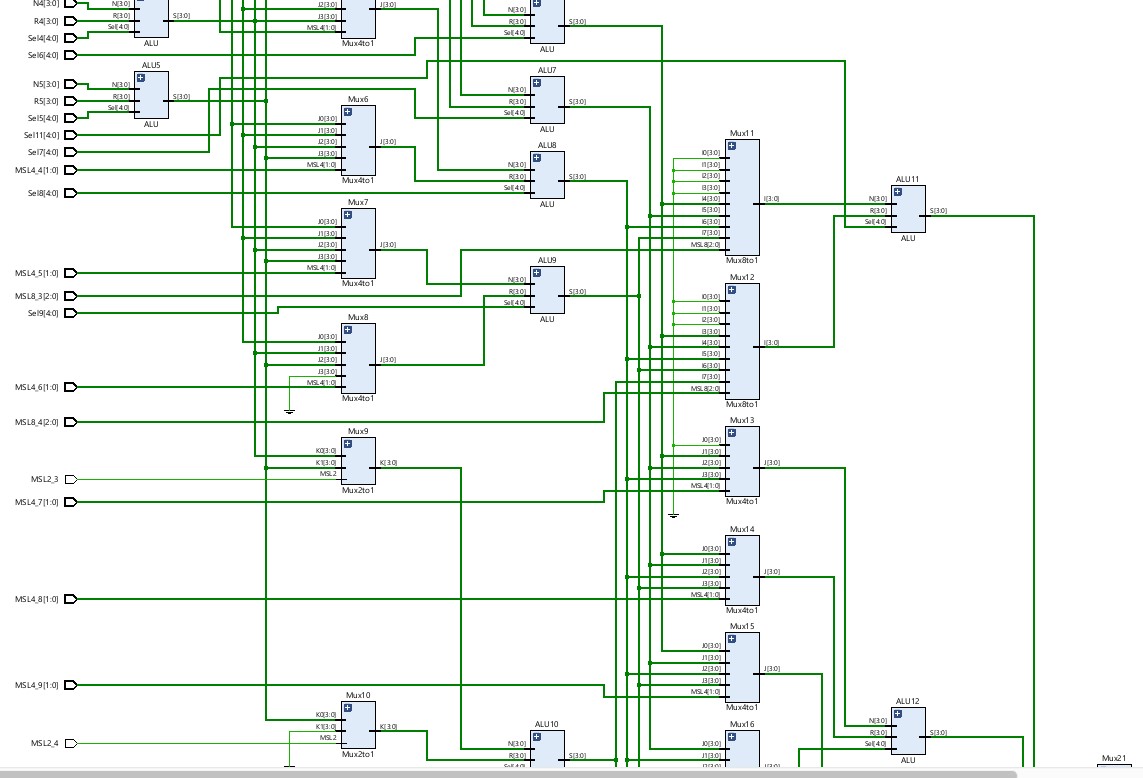 N4[3:0]
R4[3:0]
Sel4[4:0]
Sel6[4:0]
N5[3:0]
R5[3:0]
Sel5[4:0]
Sel11[4:0]
Sel7[4:0]
MSL4_4[1:0]
Sel8[4:0]
MSL4_5[1:0]
MSL8_3[2:0]
Sel9[4:0]
MSL4_6[1:0]
MSL8_4[2:0]
MSL2_3
MSL4_7[1:0]
MSL4_8[1:0]
MSL4_9[1:0]
MSL2_4
N[3:0]
R[3:0] S[3:0]
Sel[4:0]
ALU
ALU5
N[3:0]
R[3:0] S[3:0]
Sel[4:0]
ALU
J2[3:0] J[3:0]
J3[3:0]
MSL4[1:0]
Mux4to1
Mux6
J0[3:0]
J1[3:0]
J2[3:0] J[3:0]
J3[3:0]
MSL4[1:0]
Mux4to1
Mux7
J0[3:0]
J1[3:0]
J2[3:0] J[3:0]
J3[3:0]
MSL4[1:0]
Mux4to1
Mux8
J0[3:0]
J1[3:0]
J2[3:0] J[3:0]
J3[3:0]
MSL4[1:0]
Mux4to1
Mux9
K0[3:0]
K1[3:0] K[3:0]
MSL2
Mux2to1
Mux10
K0[3:0]
K1[3:0] K[3:0]
MSL2
Mux2to1
N[3:0]
R[3:0] S[3:0]
Sel[4:0]
ALU
ALU7
N[3:0]
R[3:0] S[3:0]
Sel[4:0]
ALU
ALU8
N[3:0]
R[3:0] S[3:0]
Sel[4:0]
ALU
ALU9
N[3:0]
R[3:0] S[3:0]
Sel[4:0]
ALU
ALU10
N[3:0]
R[3:0] S[3:0]
Sel[4:0]
Mux11
I0[3:0]
I1[3:0]
I2[3:0]
I3[3:0]
I4[3:0] I[3:0]
I5[3:0]
I6[3:0]
I7[3:0]
MSL8[2:0]
Mux8to1
Mux12
I0[3:0]
I1[3:0]
I2[3:0]
I3[3:0]
I4[3:0] I[3:0]
I5[3:0]
I6[3:0]
I7[3:0]
MSL8[2:0]
Mux8to1
Mux13
J0[3:0]
J1[3:0]
J2[3:0] J[3:0]
J3[3:0]
MSL4[1:0]
Mux4to1
Mux14
J0[3:0]
J1[3:0]
J2[3:0] J[3:0]
J3[3:0]
MSL4[1:0]
Mux4to1
Mux15
J0[3:0]
J1[3:0]
J2[3:0] J[3:0]
J3[3:0]
MSL4[1:0]
Mux4to1
Mux16
J0[3:0]
J1[3:0]
ALU11
N[3:0]
R[3:0] S[3:0]
Sel[4:0]
ALU
ALU12
N[3:0]
R[3:0] S[3:0]
Sel[4:0]
ALU
Mux21